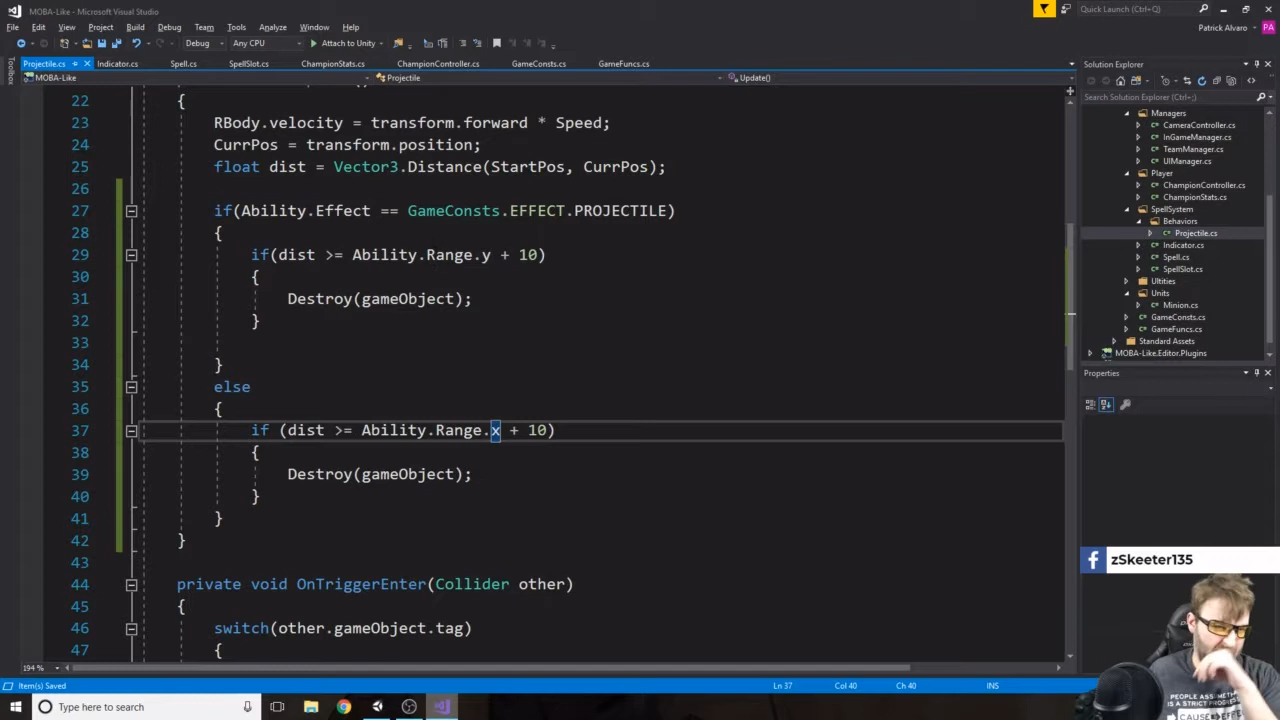 MOBA-Like - Microsoft Visual Studio
Quick Launch (Ctrl+;)
File Edit View Project Build Debug Team Tools Analyze Window Help
Patrick Alvaro PA
Debug Any CPU Attach to Unity
Toolbox
Projectile.cs Indicator.cs Spell.cs SpellSlot.cs ChampionStats.cs ChampionController.cs GameConsts.cs GameFuncs.cs
MOBA-Like Projectile Update()
22 {
23 RBody.velocity = transform.forward * Speed;
24 CurrPos = transform.position;
25 float dist = Vector3.Distance(StartPos, CurrPos);
26
27 if(Ability.Effect == GameConsts.EFFECT.PROJECTILE)
28 {
29 if(dist >= Ability.Range.y + 10)
30 {
31 Destroy(gameObject);
32 }
33
34 }
35 else
36 {
37 if (dist >= Ability.Range.x + 10)
38 {
39 Destroy(gameObject);
40 }
41 }
42 }
43
44 private void OnTriggerEnter(Collider other)
45 {
46 switch(other.gameObject.tag)
47 {
194 %
Solution Explorer
Search Solution Explorer (Ctrl+;)
Managers
CameraController.cs
InGameManager.cs
TeamManager.cs
UIManager.cs
Player
ChampionController.cs
ChampionStats.cs
SpellSystem
Behaviors
Projectile.cs
Indicator.cs
Spell.cs
SpellSlot.cs
Ultities
Units
Minion.cs
GameConsts.cs
GameFuncs.cs
Standard Assets
MOBA-Like.Editor.Plugins
Properties
f zSkeeter135
PEOPLE ASSUME
IS A STRICT PROGRES
CAUSE EFFECT
Item(s) Saved Ln 37 Col 40 Ch 40 INS
Type here to search